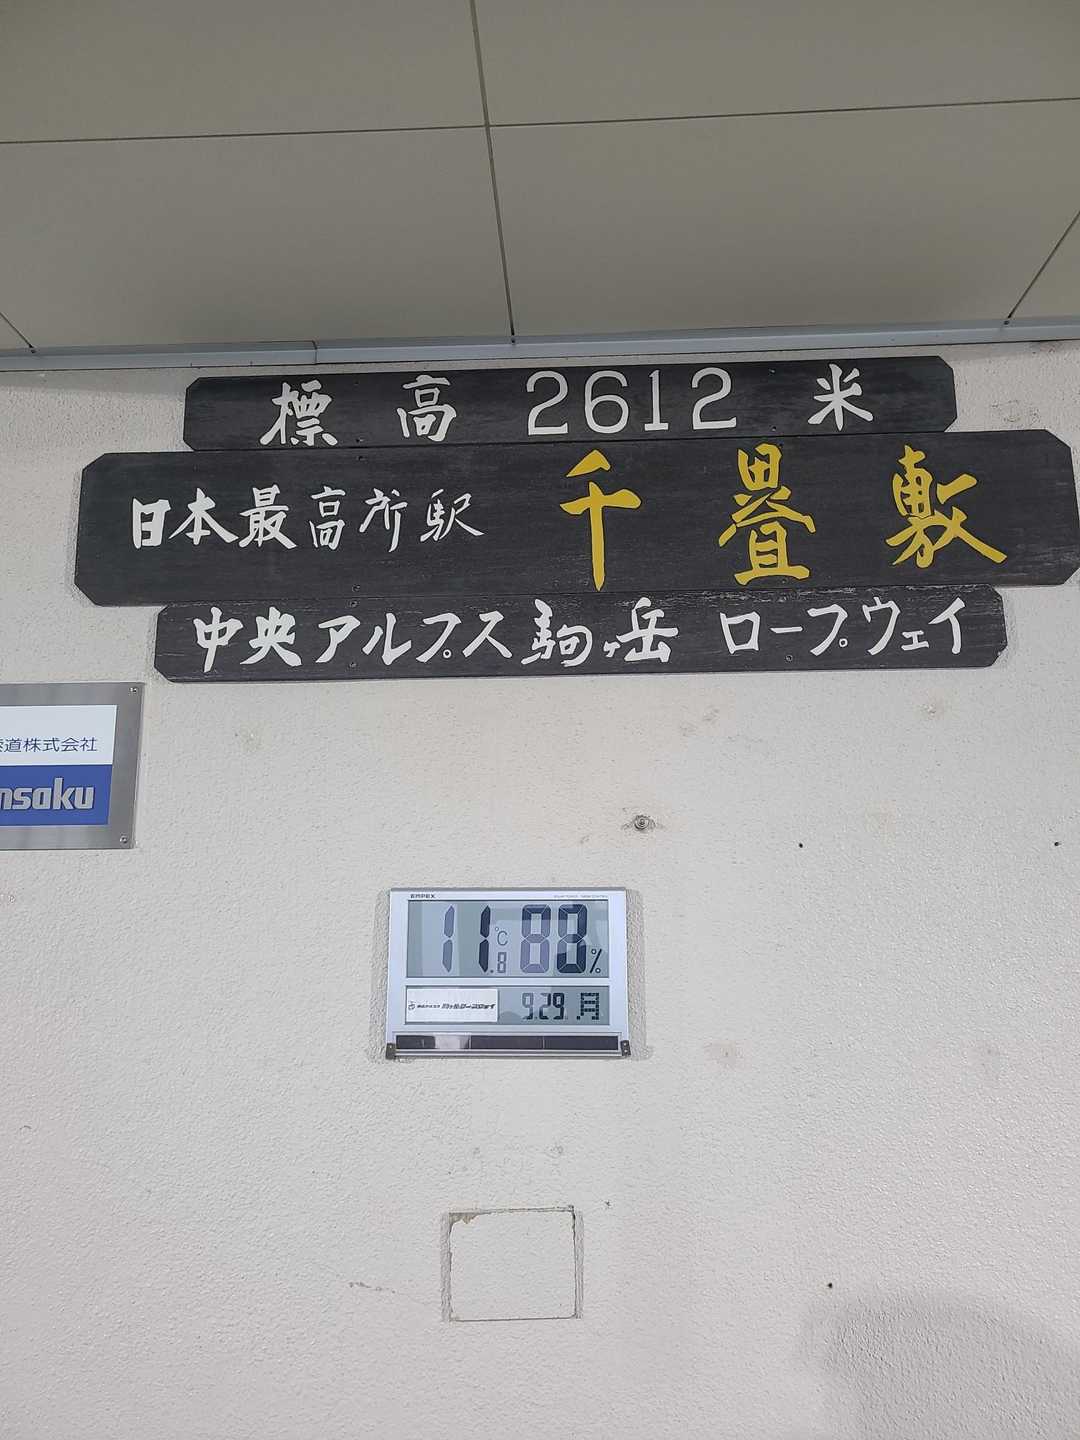 標高 2612 米
日本最高所駅 千畳敷
中央アルプス駒ヶ岳 ロープウェイ
道株式会社
nsaku
EMPEX
11.8 ℃ 83 %
9.29 月